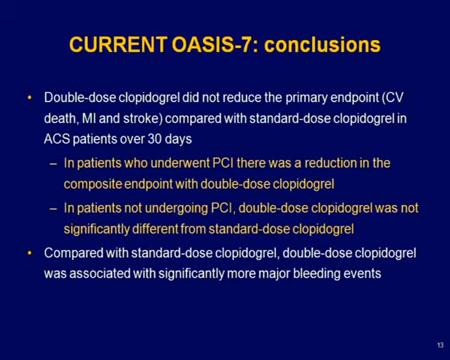 CURRENT OASIS-7: conclusions
• Double-dose clopidogrel did not reduce the primary endpoint (CV
death, MI and stroke) compared with standard-dose clopidogrel in
ACS patients over 30 days
– In patients who underwent PCI there was a reduction in the
composite endpoint with double-dose clopidogrel
– In patients not undergoing PCI, double-dose clopidogrel was not
significantly different from standard-dose clopidogrel
• Compared with standard-dose clopidogrel, double-dose clopidogrel
was associated with significantly more major bleeding events
13